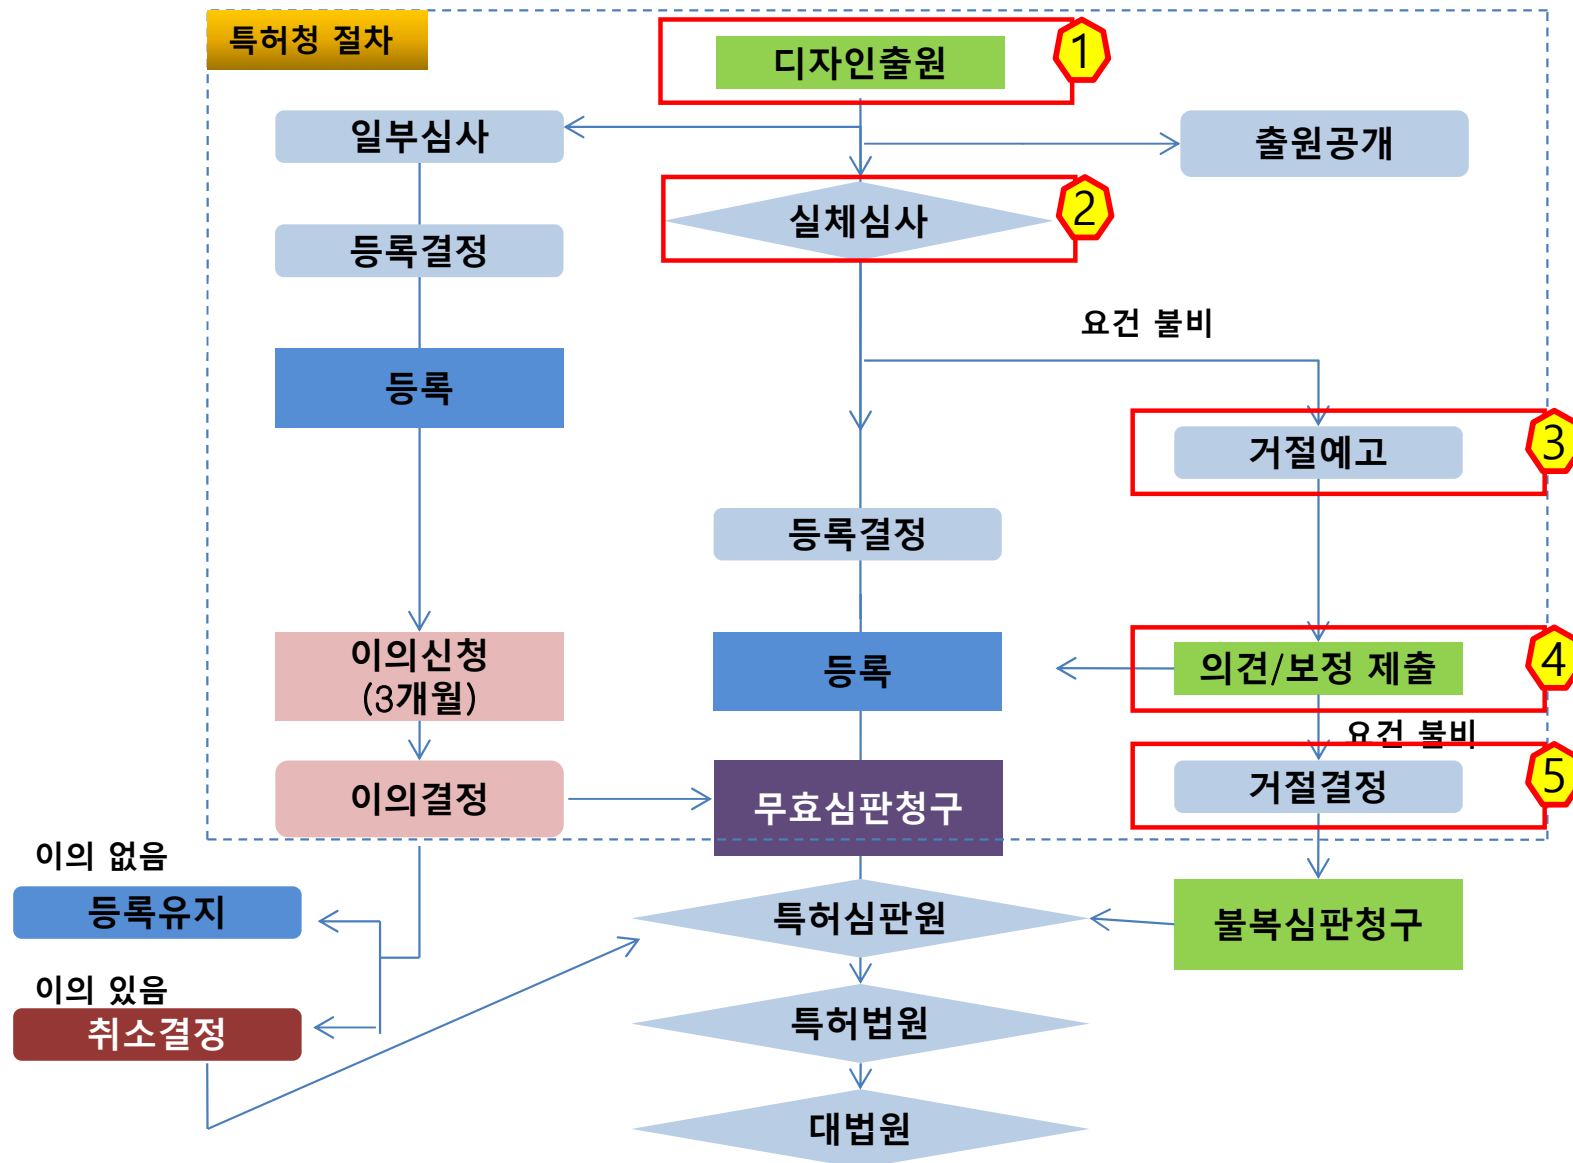 특허청 절차
디자인출원
1
일부심사
출원공개
실체심사
2
등록결정
요건 불비
등록
거절예고
3
등록결정
이의신청
(3개월)
등록
의견/보정 제출
4
요건 불비
이의결정
무효심판청구
거절결정
5
이의 없음
등록유지
특허심판원
불복심판청구
이의 있음
취소결정
특허법원
대법원